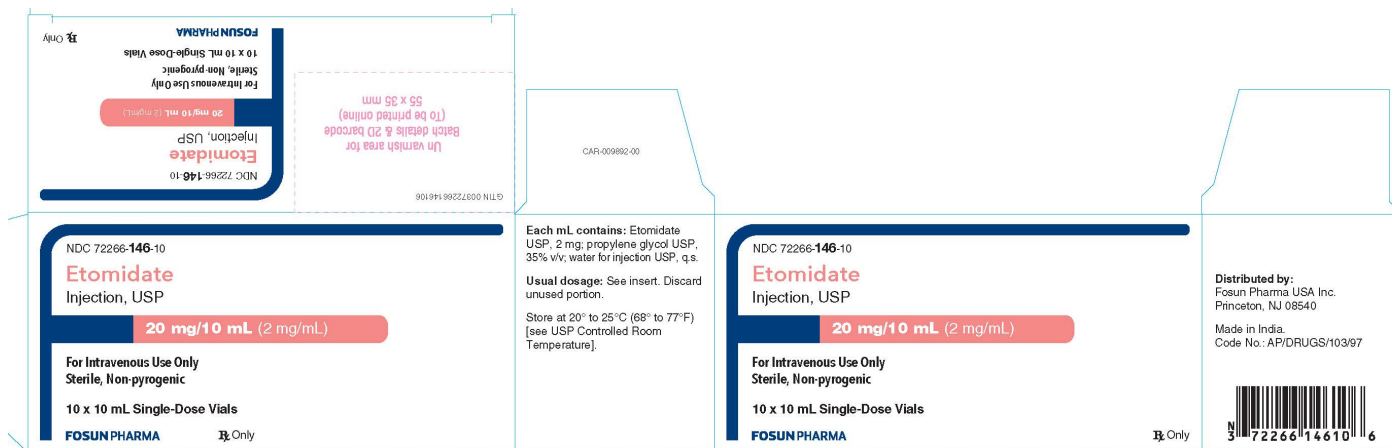 NDC 72266-146-10
Etomidate
Injection, USP
20 mg/10 mL (2 mg/mL)
For Intravenous Use Only
Sterile, Non-pyrogenic
10 x 10 mL Single-Dose Vials
FOSUN PHARMA
Rx Only
GTIN 00372266146106
Un varnish area for
Batch details & 2D barcode
(To be printed online)
55 x 35 mm
CAR-009892-00
NDC 72266-146-10
Etomidate
Injection, USP
20 mg/10 mL (2 mg/mL)
For Intravenous Use Only
Sterile, Non-pyrogenic
10 x 10 mL Single-Dose Vials
FOSUN PHARMA
Rx Only
Each mL contains: Etomidate
USP, 2 mg; propylene glycol USP,
35% v/v; water for injection USP, q.s.
Usual dosage: See insert. Discard
unused portion.
Store at 20° to 25°C (68° to 77°F)
[see USP Controlled Room
Temperature].
NDC 72266-146-10
Etomidate
Injection, USP
20 mg/10 mL (2 mg/mL)
For Intravenous Use Only
Sterile, Non-pyrogenic
10 x 10 mL Single-Dose Vials
FOSUN PHARMA
Rx Only
Distributed by:
Fosun Pharma USA Inc.
Princeton, NJ 08540
Made in India.
Code No.: AP/DRUGS/103/97
N
3 72266 14610 6